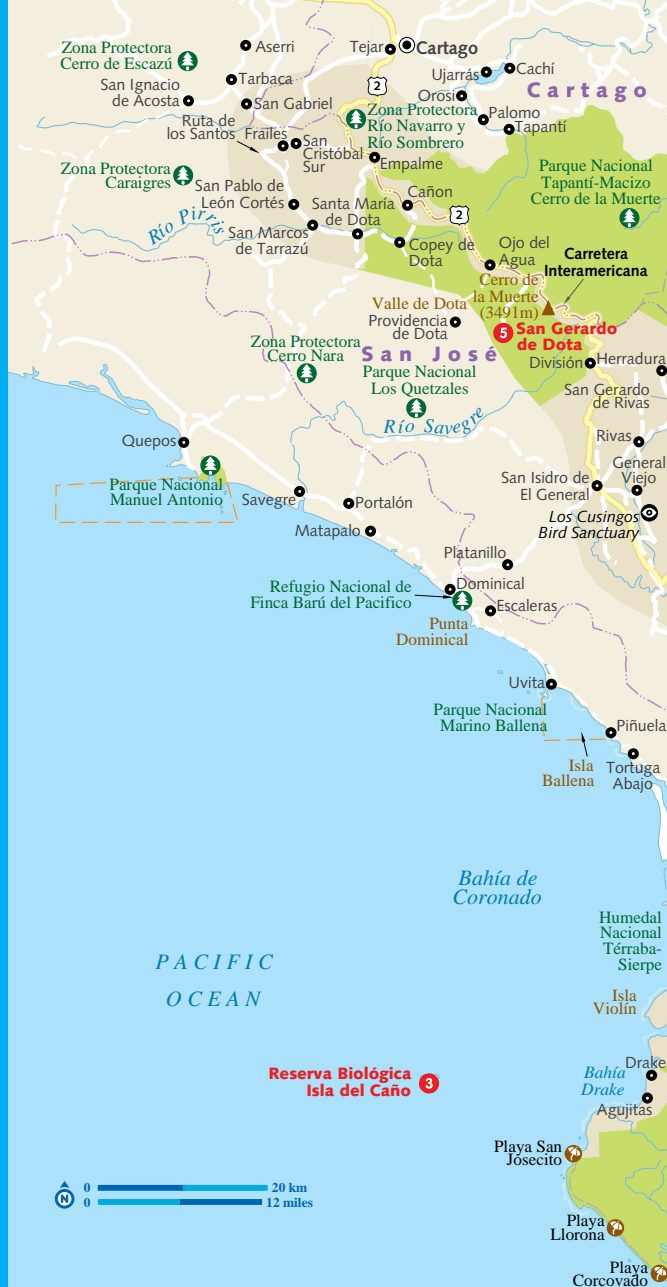 Zona Protectora
Cerro de Escazú
Aserrí
Tejar
Cartago
2
Ujarrás
Cachí
Cartago
Tarbaca
San Ignacio
de Acosta
San Gabriel
Orosi
Palomo
Tapantí
Zona Protectora
Río Navarro y
Río Sombrero
Ruta de
los Santos
Frailes
San
Cristóbal
Sur
Empalme
Zona Protectora
Caraigres
Parque Nacional
Tapantí-Macizo
Cerro de la Muerte
San Pablo de
León Cortés
Santa María
de Dota
Cañon
2
Río Pirris
San Marcos
de Tarrazú
Copey de
Dota
Ojo del
Agua
Carretera
Interamericana
Cerro de
la Muerte
(3491m)
Valle de Dota
Providencia
de Dota
5
San Gerardo
de Dota
Zona Protectora
Cerro Nara
San José
Parque Nacional
Los Quetzales
División
Herradura
San Gerardo
de Rivas
Río Savegre
Quepos
Rivas
Parque Nacional
Manuel Antonio
General
Viejo
San Isidro de
El General
Savegre
Portalón
Los Cusingos
Bird Sanctuary
Matapalo
Platanillo
Dominical
Refugio Nacional de
Finca Barú del Pacifico
Escaleras
Punta
Dominical
Uvita
Parque Nacional
Marino Ballena
Piñuela
Isla
Ballena
Tortuga
Abajo
Bahía de
Coronado
Humedal
Nacional
Térraba-
Sierpe
PACIFIC
OCEAN
Isla
Violín
Reserva Biológica
Isla del Caño
3
Bahía
Drake
Drake
Agujitas
Playa San
Josecito
N
0
20 km
0
12 miles
Playa
Llorona
Playa
Corcovado